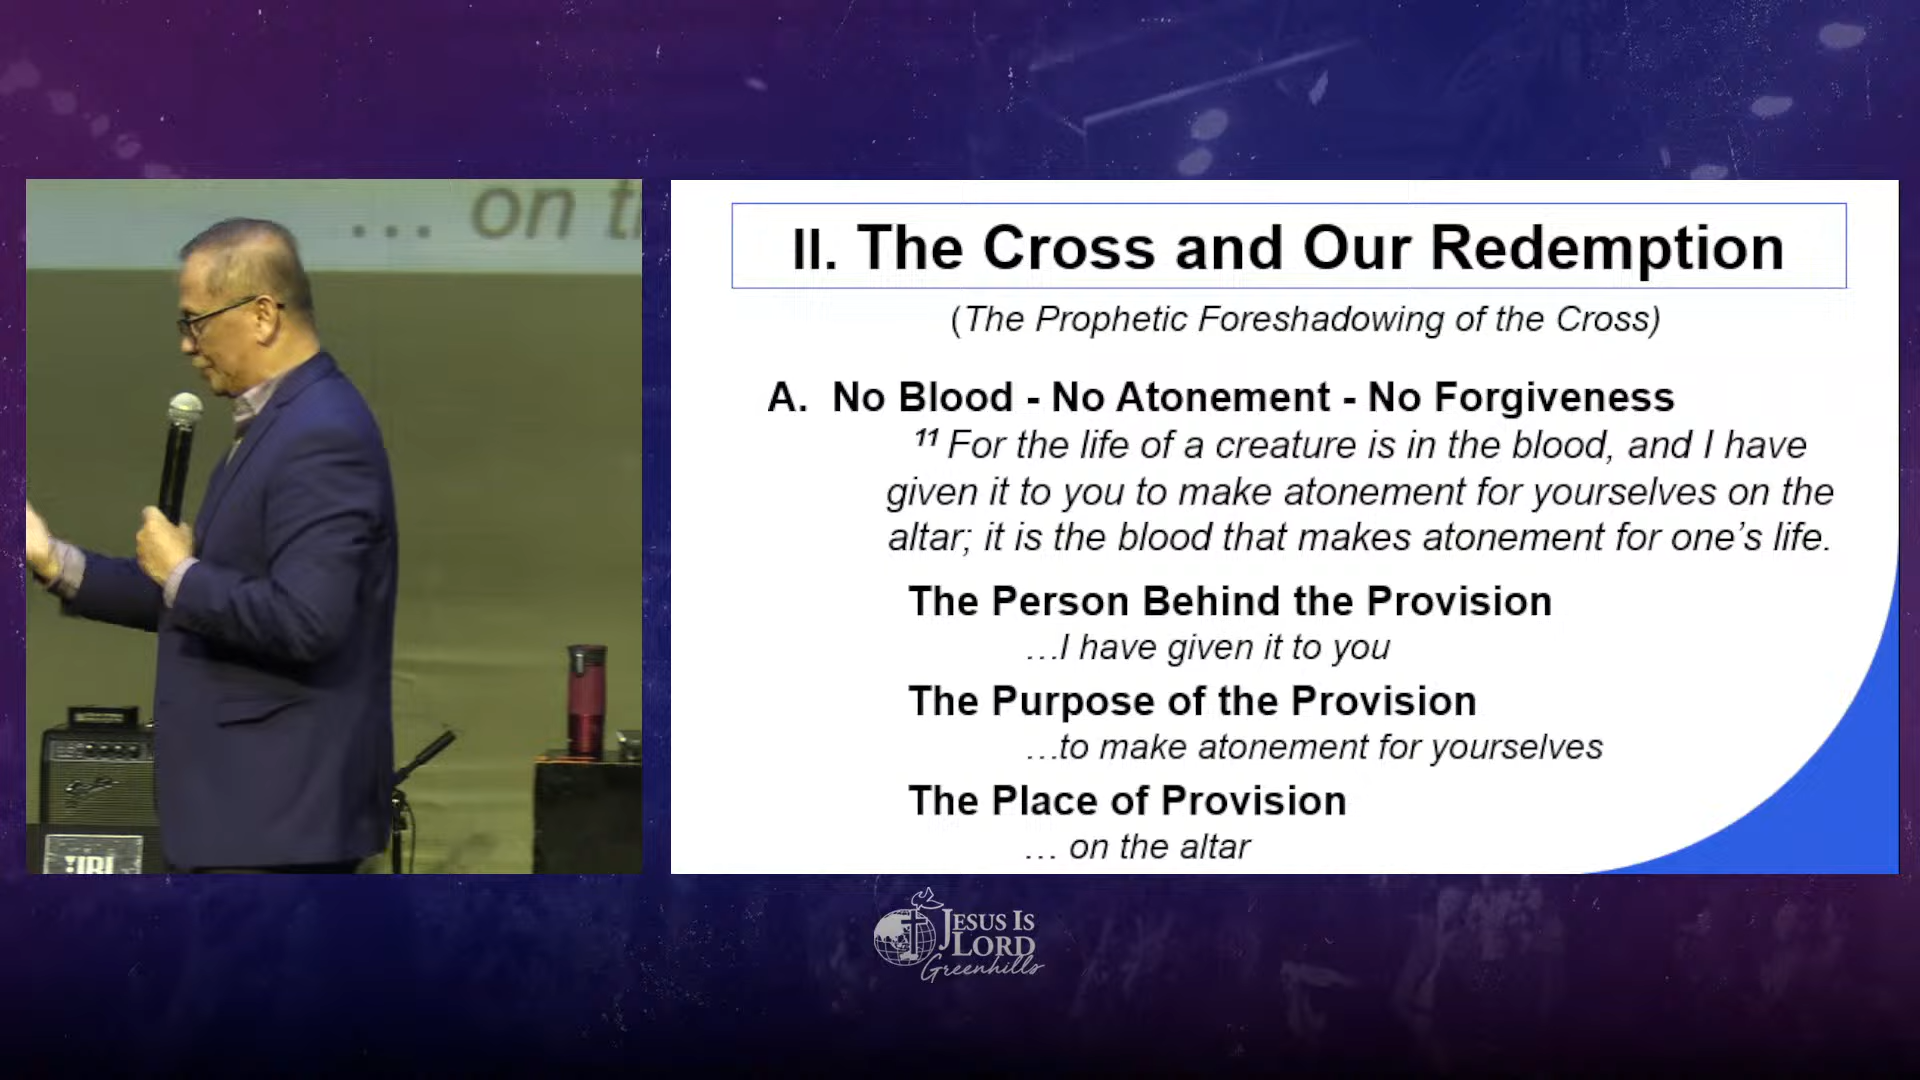 ... on t
II. The Cross and Our Redemption
(The Prophetic Foreshadowing of the Cross)
A. No Blood - No Atonement - No Forgiveness
11 For the life of a creature is in the blood, and I have
given it to you to make atonement for yourselves on the
altar; it is the blood that makes atonement for one's life.
The Person Behind the Provision
...I have given it to you
The Purpose of the Provision
...to make atonement for yourselves
The Place of Provision
... on the altar
JBL
JESUS IS
LORD
Greenhills